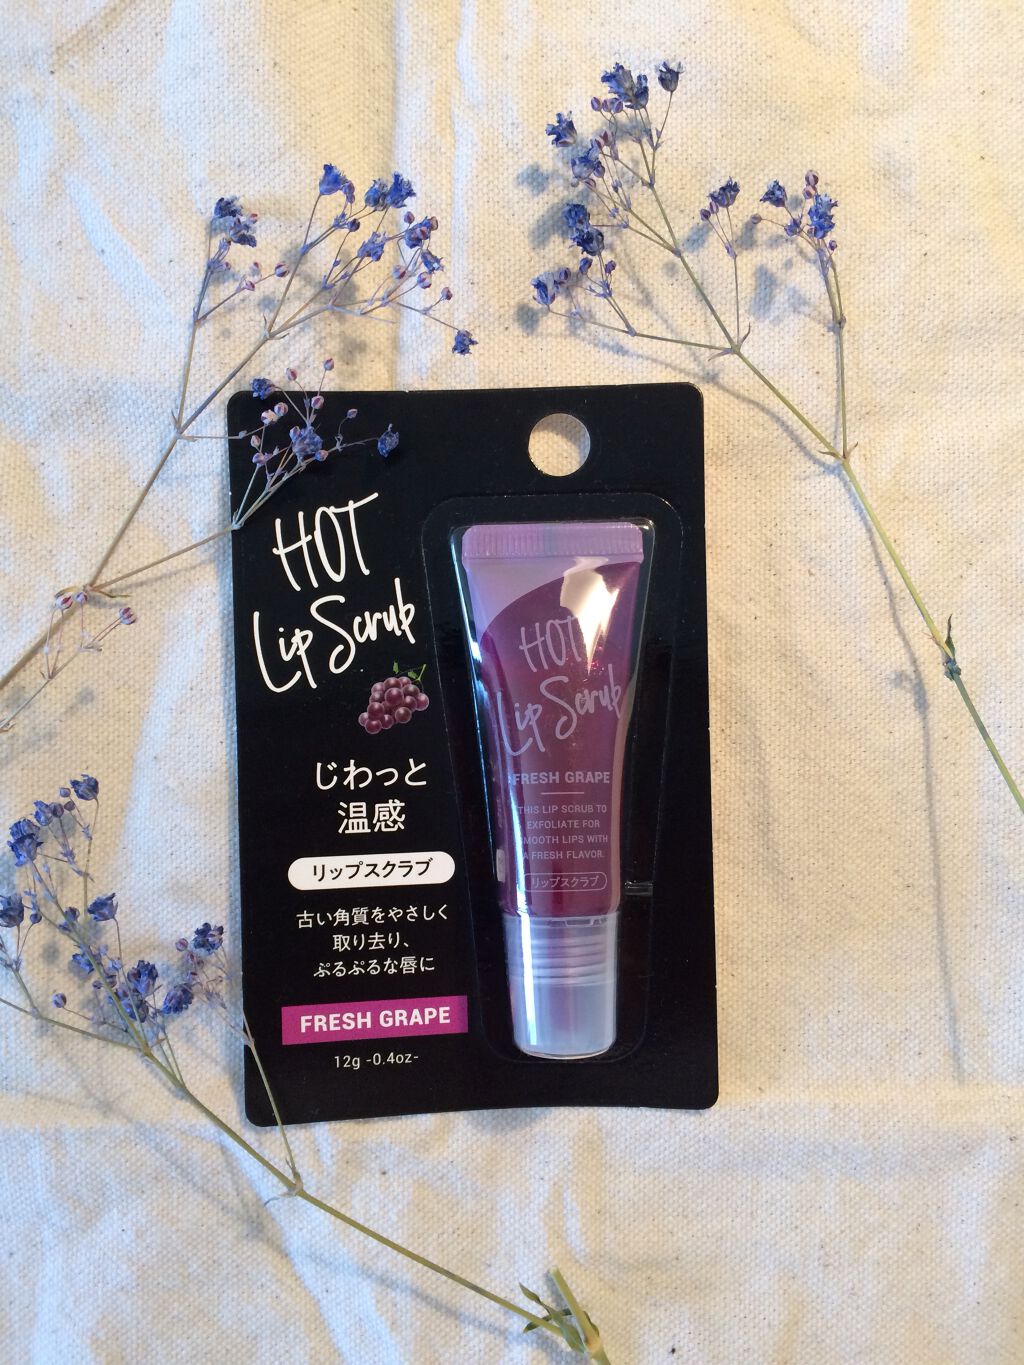 HOT
Lip Scrub
じわっと
温感
リップスクラブ
古い角質をやさしく
取り去り、
ぷるぷるな唇に
FRESH GRAPE
12g -0.4oz-
HOT
Lip Scrub
FRESH GRAPE
THIS LIP SCRUB TO
EXFOLIATE FOR
SMOOTH LIPS WITH
A FRESH FLAVOR.
リップスクラブ